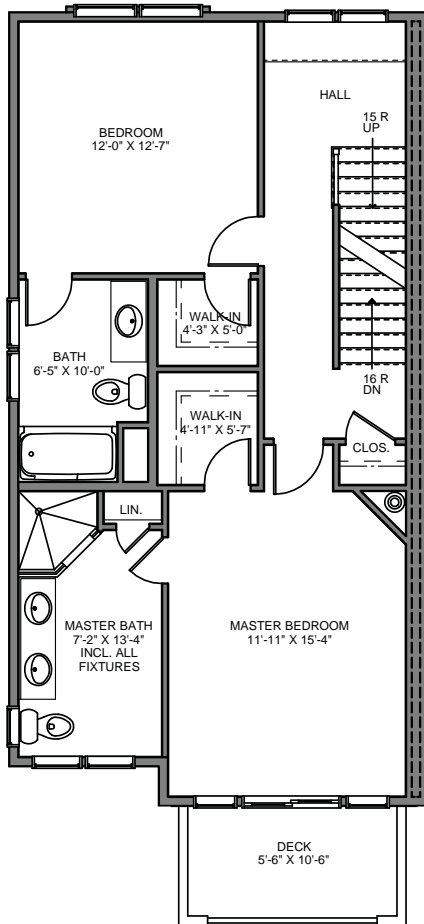 HALL
15 R
UP
BEDROOM
12'-0" X 12'-7"
WALK-IN
4'-3" X 5'-0"
BATH
6'-5" X 10'-0"
16 R
DN
WALK-IN
4'-11" X 5'-7"
CLOS.
LIN.
MASTER BATH
7'-2" X 13'-4"
INCL. ALL
FIXTURES
MASTER BEDROOM
11'-11" X 15'-4"
DECK
5'-6" X 10'-6"